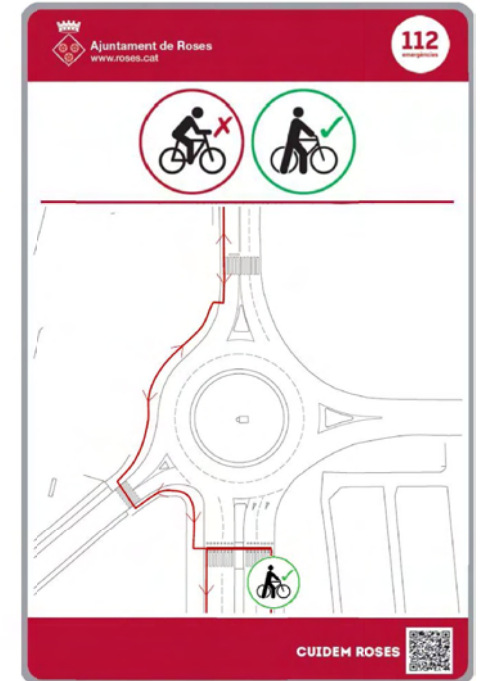 Ajuntament de Roses
www.roses.cat
112
emergències
CUIDEM ROSES